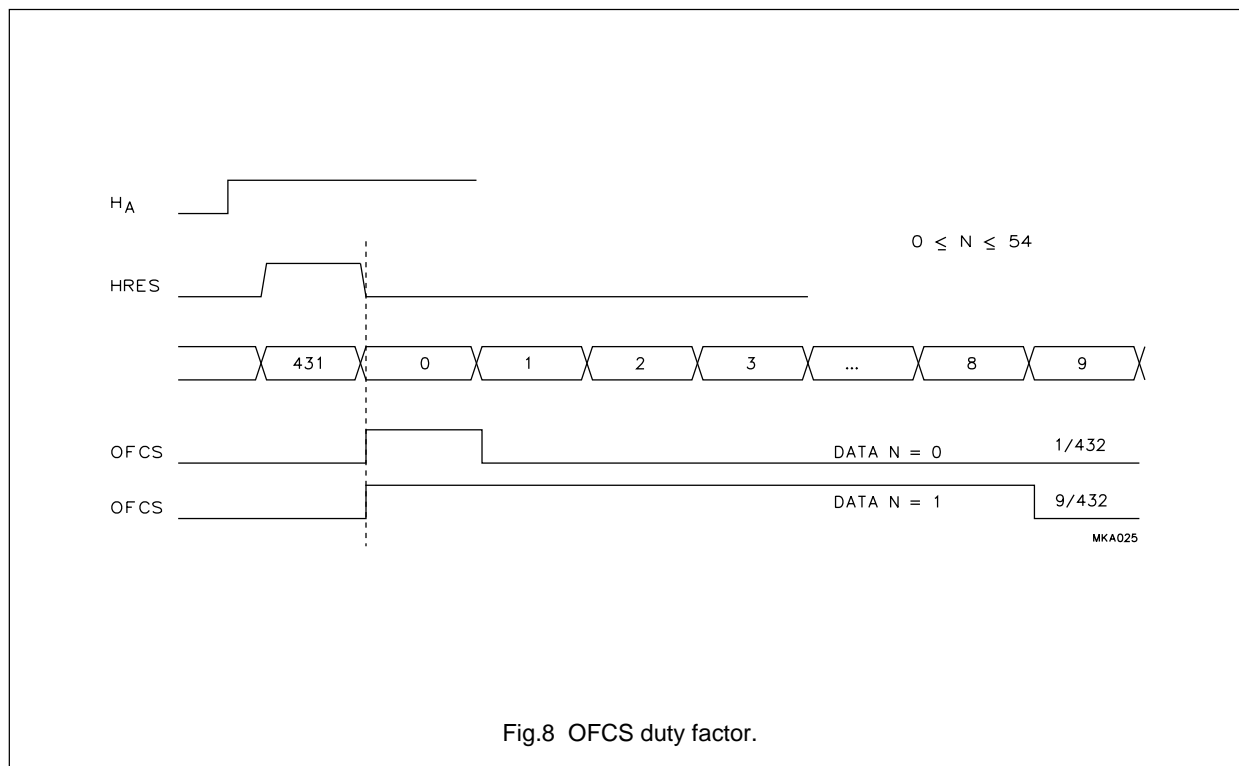 HA
0 ≤ N ≤ 54
HRES
431 0 1 2 3 ... 8 9
OFCS DATA N = 0 1/432
OFCS DATA N = 1 9/432
MKA025
Fig.8 OFCS duty factor.